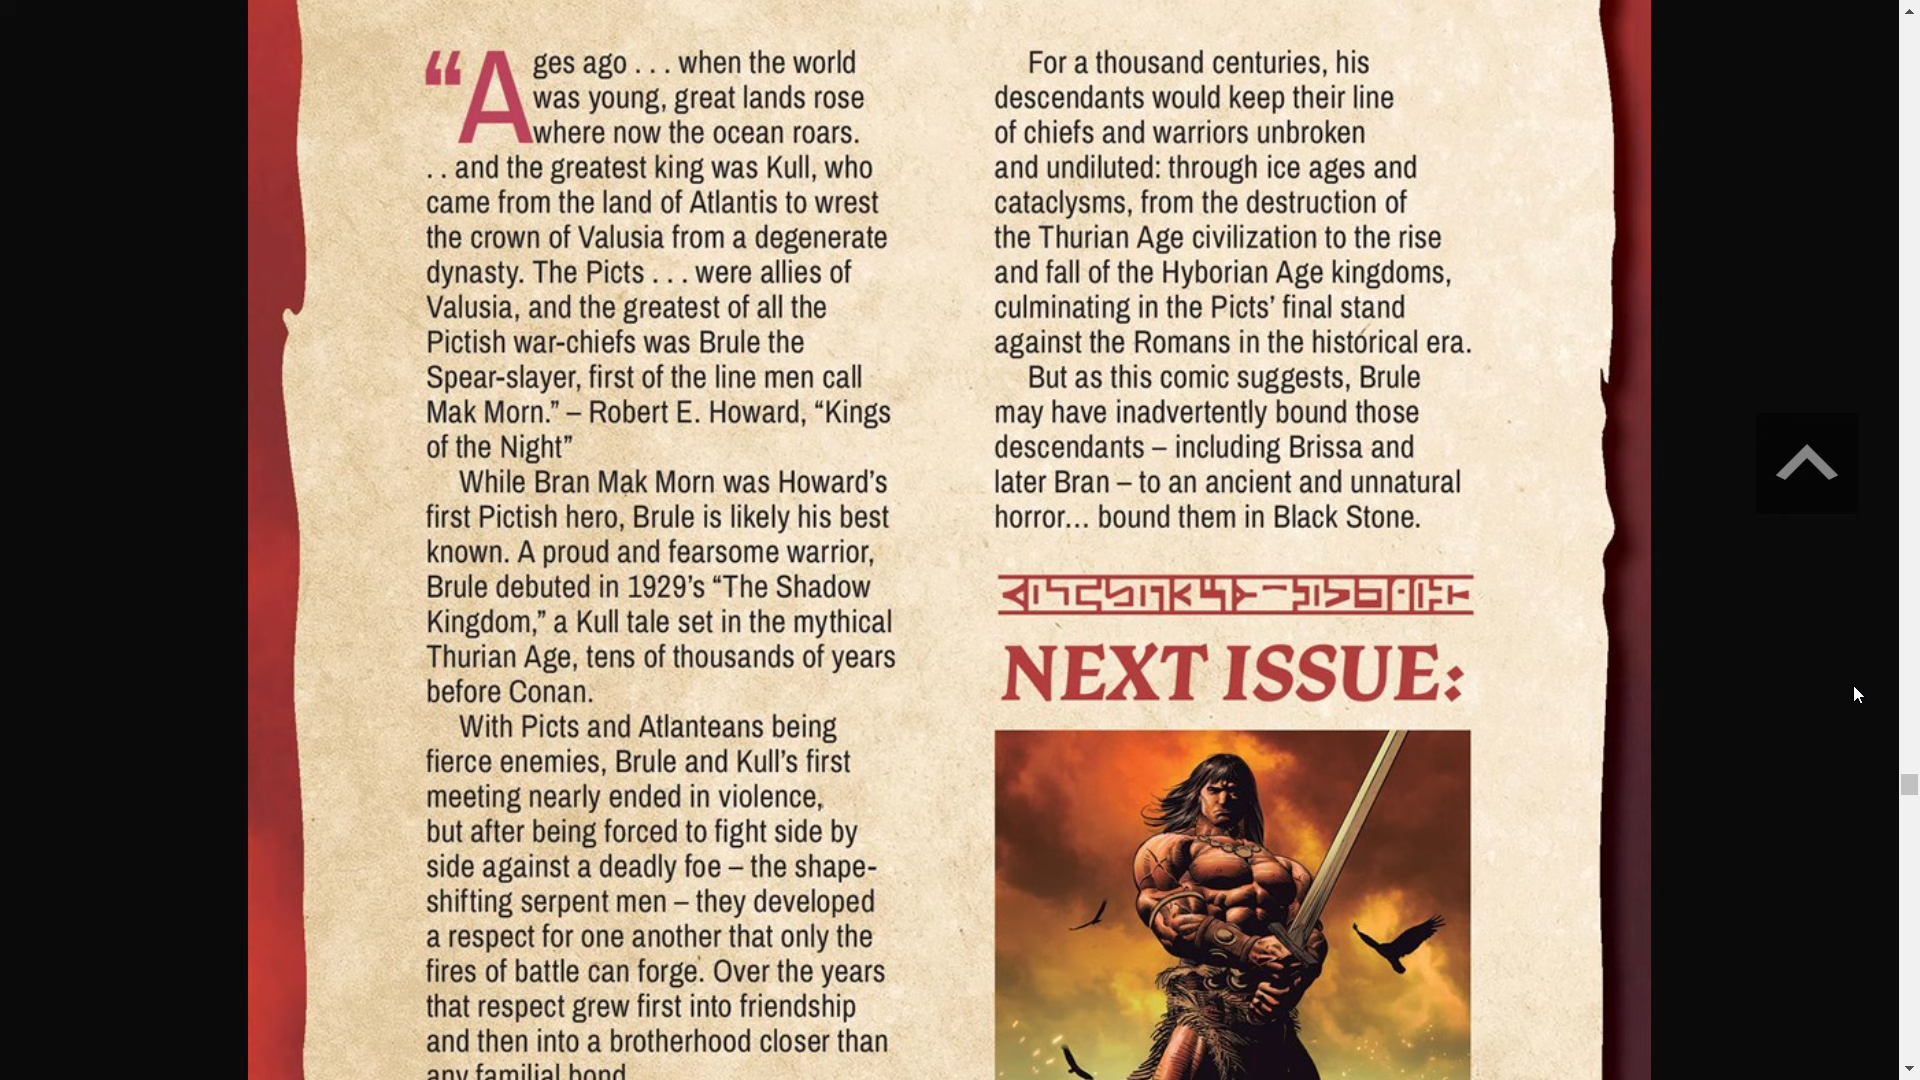 “Ages ago . . . when the world
was young, great lands rose
where now the ocean roars.
. . and the greatest king was Kull, who
came from the land of Atlantis to wrest
the crown of Valusia from a degenerate
dynasty. The Picts . . . were allies of
Valusia, and the greatest of all the
Pictish war-chiefs was Brule the
Spear-slayer, first of the line men call
Mak Morn.” – Robert E. Howard, “Kings
of the Night”
While Bran Mak Morn was Howard’s
first Pictish hero, Brule is likely his best
known. A proud and fearsome warrior,
Brule debuted in 1929’s “The Shadow
Kingdom,” a Kull tale set in the mythical
Thurian Age, tens of thousands of years
before Conan.
With Picts and Atlanteans being
fierce enemies, Brule and Kull’s first
meeting nearly ended in violence,
but after being forced to fight side by
side against a deadly foe – the shape-
shifting serpent men – they developed
a respect for one another that only the
fires of battle can forge. Over the years
that respect grew first into friendship
and then into a brotherhood closer than
any familial bond.
For a thousand centuries, his
descendants would keep their line
of chiefs and warriors unbroken
and undiluted: through ice ages and
cataclysms, from the destruction of
the Thurian Age civilization to the rise
and fall of the Hyborian Age kingdoms,
culminating in the Picts’ final stand
against the Romans in the historical era.
But as this comic suggests, Brule
may have inadvertently bound those
descendants – including Brissa and
later Bran – to an ancient and unnatural
horror… bound them in Black Stone.
NEXT ISSUE: